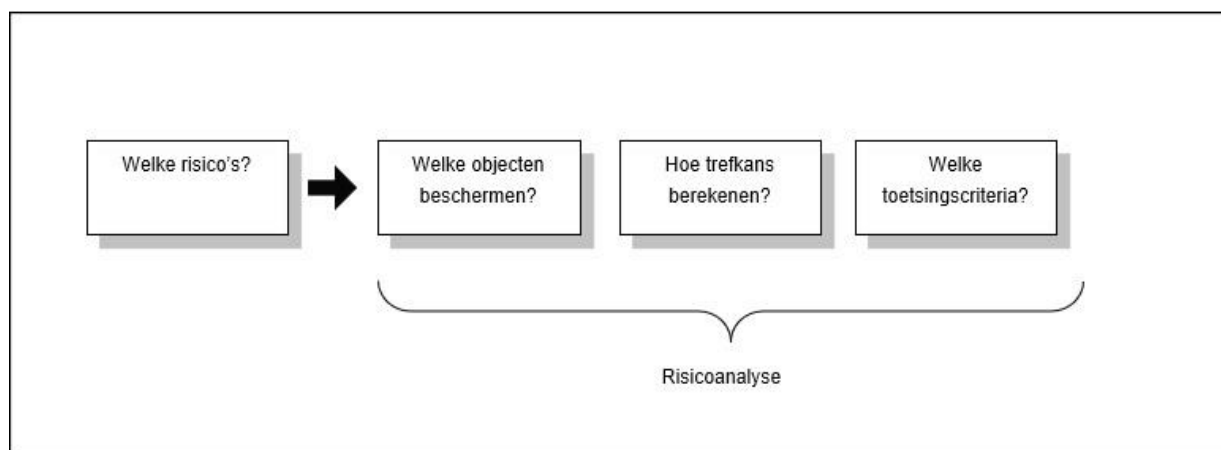 Welke risico's?
Welke objecten
beschermen?
Hoe trefkans
berekenen?
Welke
toetsingscriteria?
Risicoanalyse